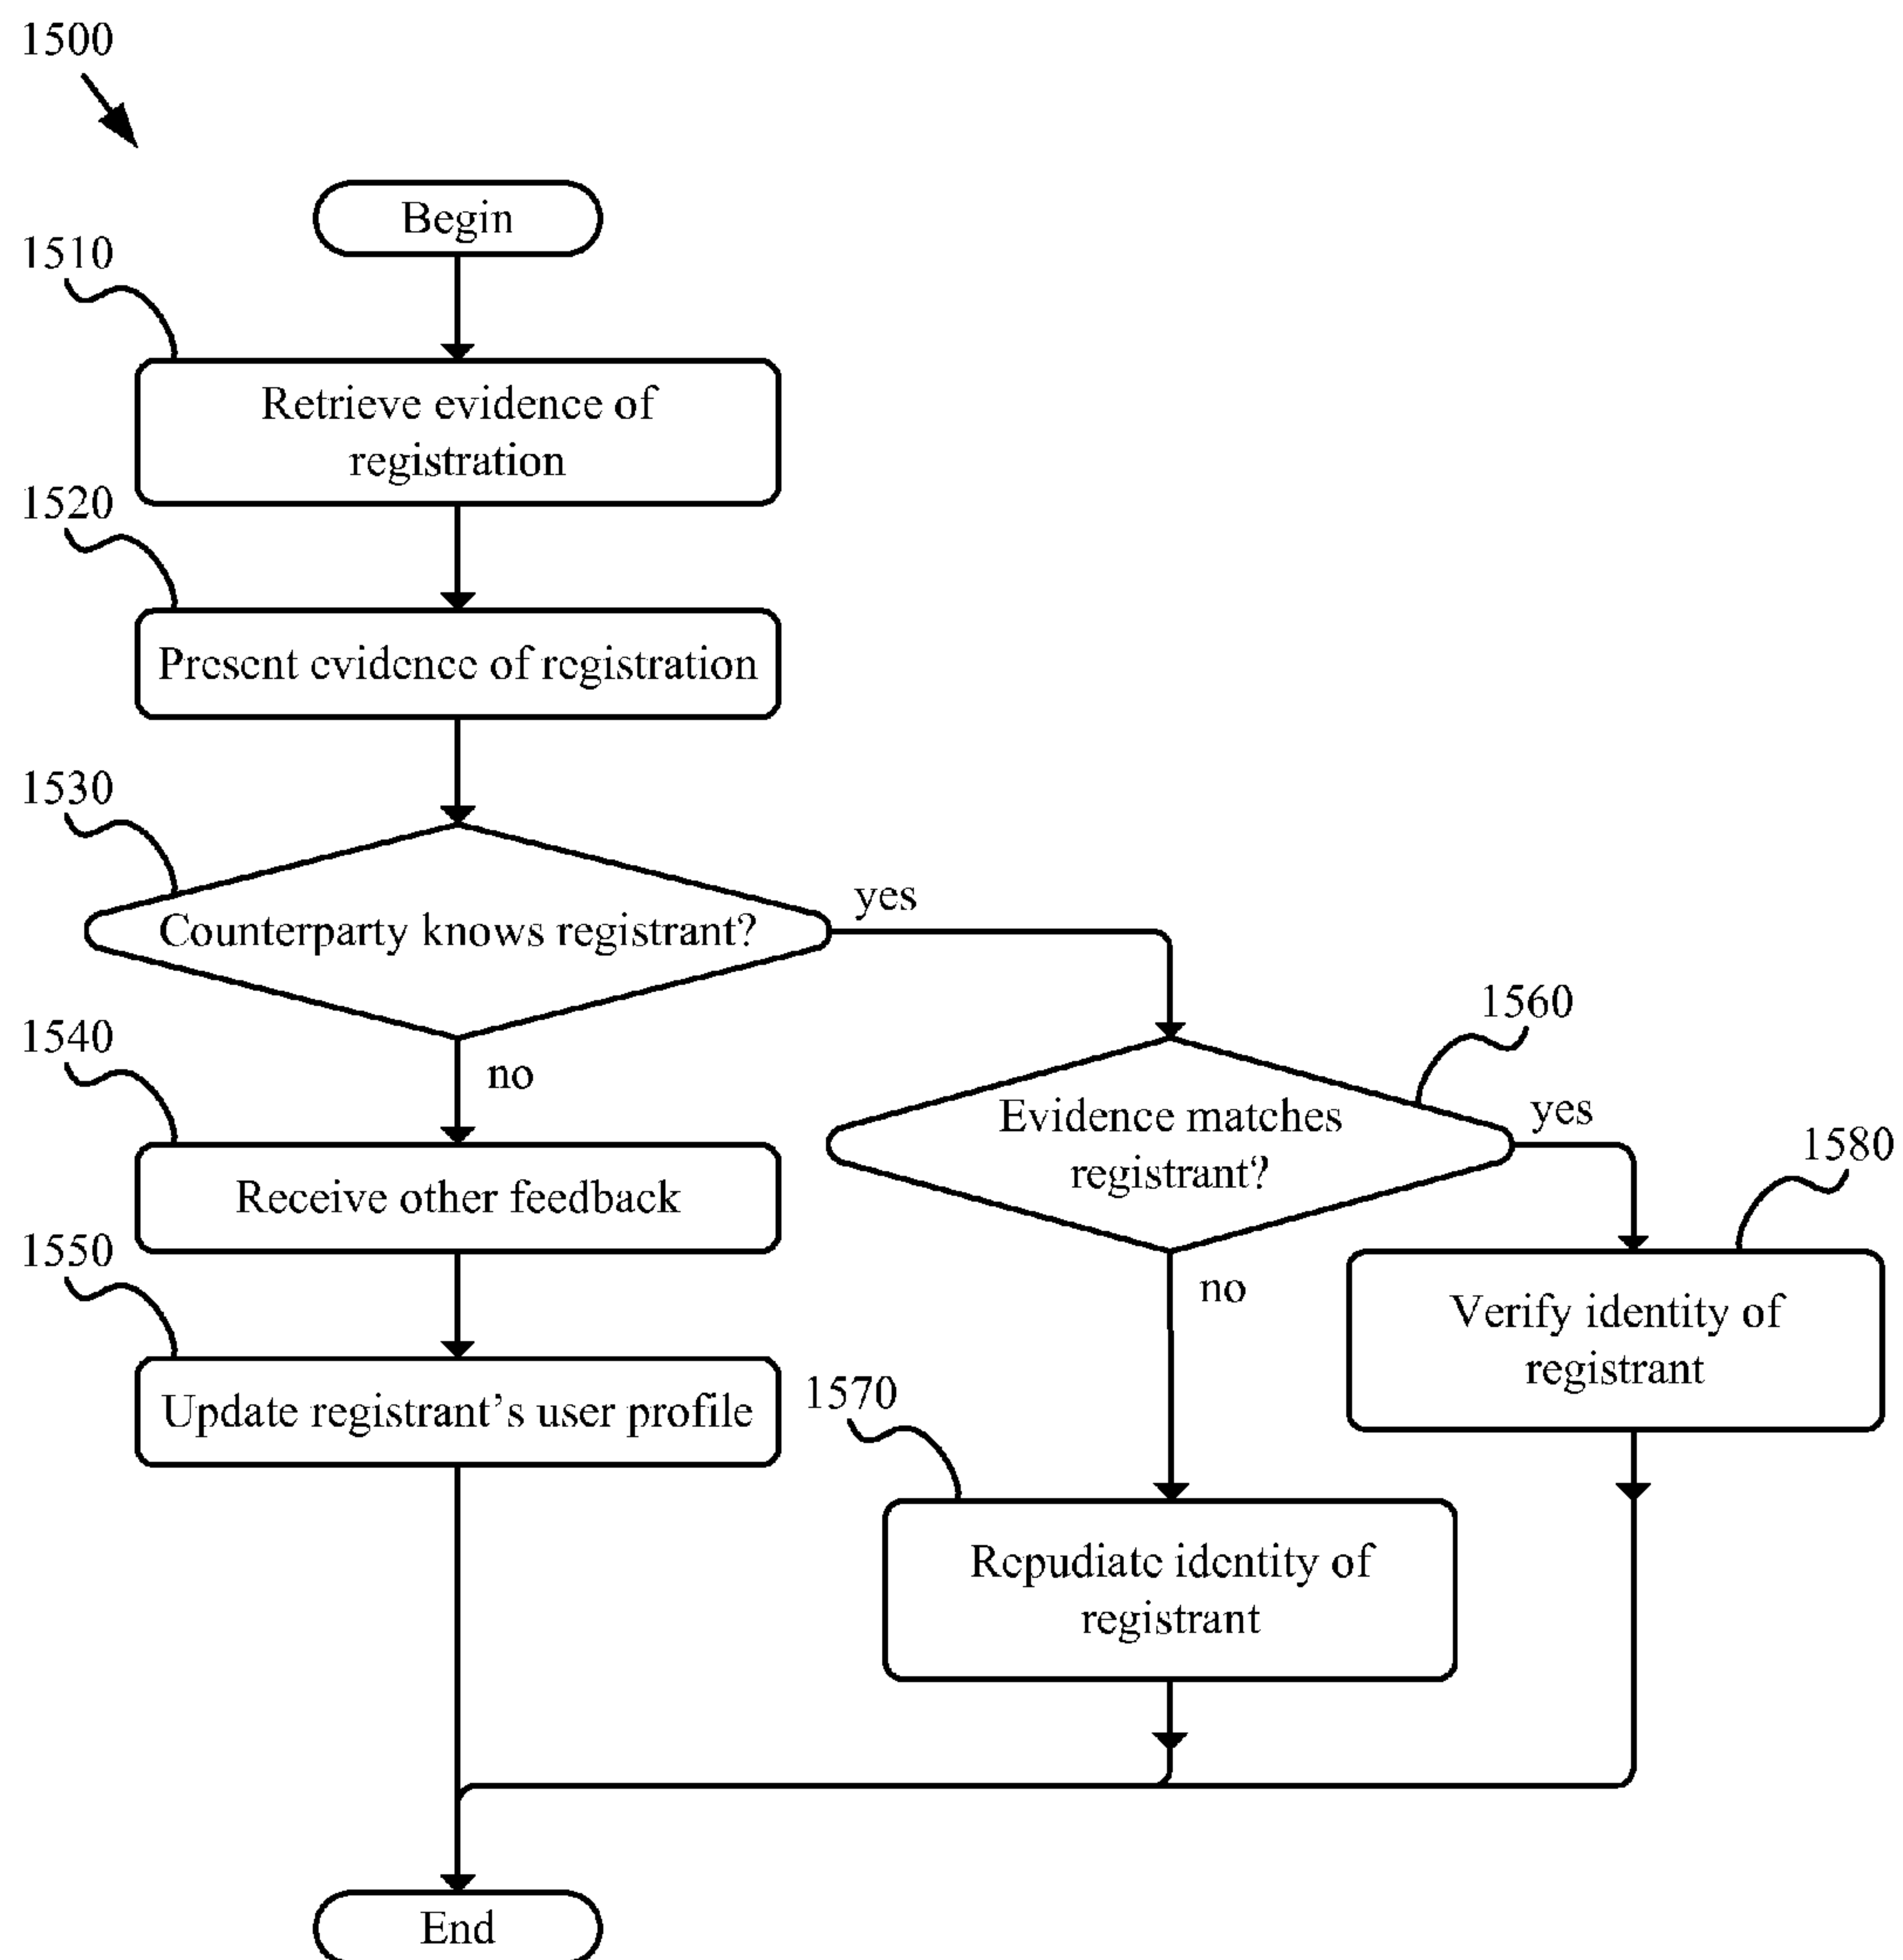 1500
Begin
1510
Retrieve evidence of
registration
1520
Present evidence of registration
1530
Counterparty knows registrant?
yes
no
1540
Receive other feedback
1550
Update registrant's user profile
1560
Evidence matches
registrant?
yes
no
1580
Verify identity of
registrant
1570
Repudiate identity of
registrant
End